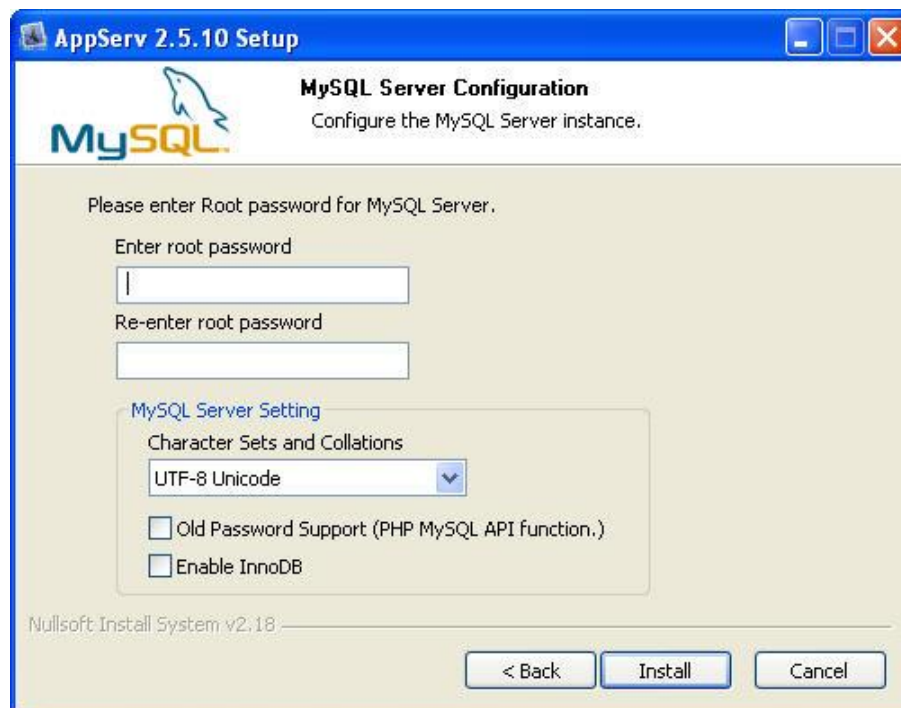 AppServ 2.5.10 Setup
MySQL
MySQL Server Configuration
Configure the MySQL Server instance.
Please enter Root password for MySQL Server.
Enter root password
Re-enter root password
MySQL Server Setting
Character Sets and Collations
UTF-8 Unicode
Old Password Support (PHP MySQL API function.)
Enable InnoDB
Nullsoft Install System v2.18
< Back Install Cancel